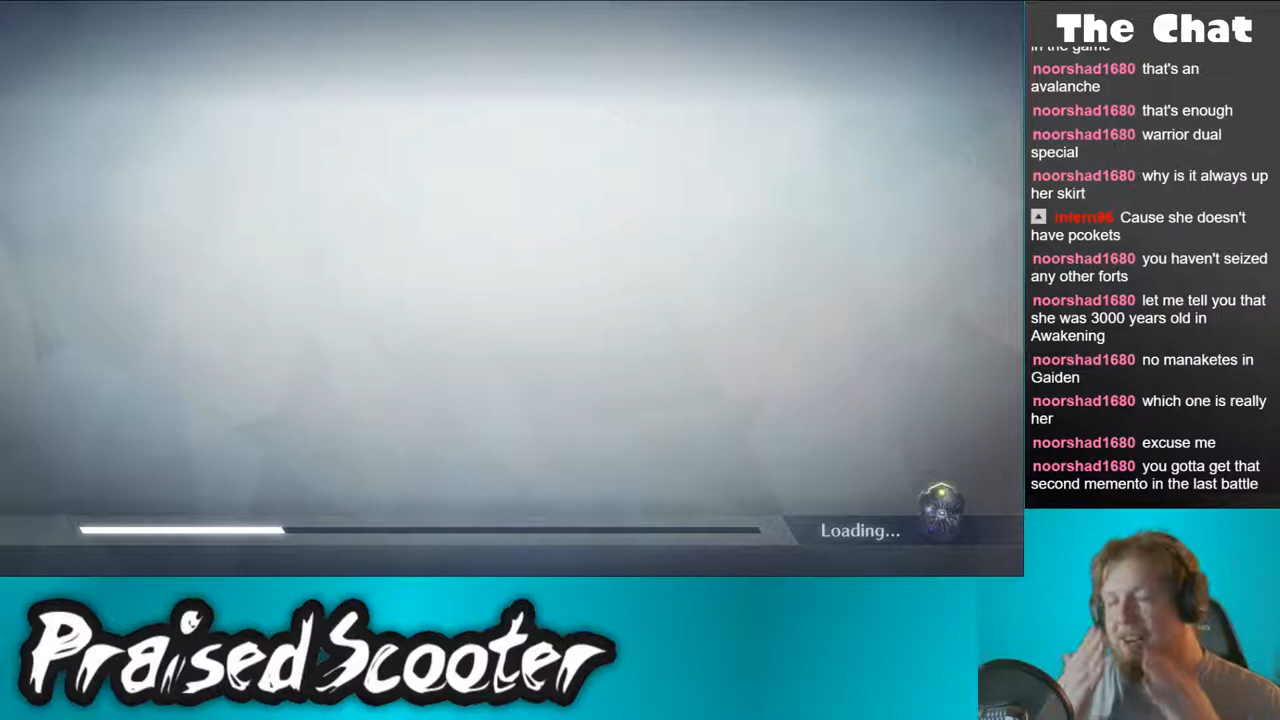 The Chat
in the game
noorshad1680 that's an
avalanche
noorshad1680 that's enough
noorshad1680 warrior dual
special
noorshad1680 why is it always up
her skirt
intern96 Cause she doesn't
have pcokets
noorshad1680 you haven't seized
any other forts
noorshad1680 let me tell you that
she was 3000 years old in
Awakening
noorshad1680 no manaketes in
Gaiden
noorshad1680 which one is really
her
noorshad1680 excuse me
noorshad1680 you gotta get that
second memento in the last battle
Loading...
Praised Scooter